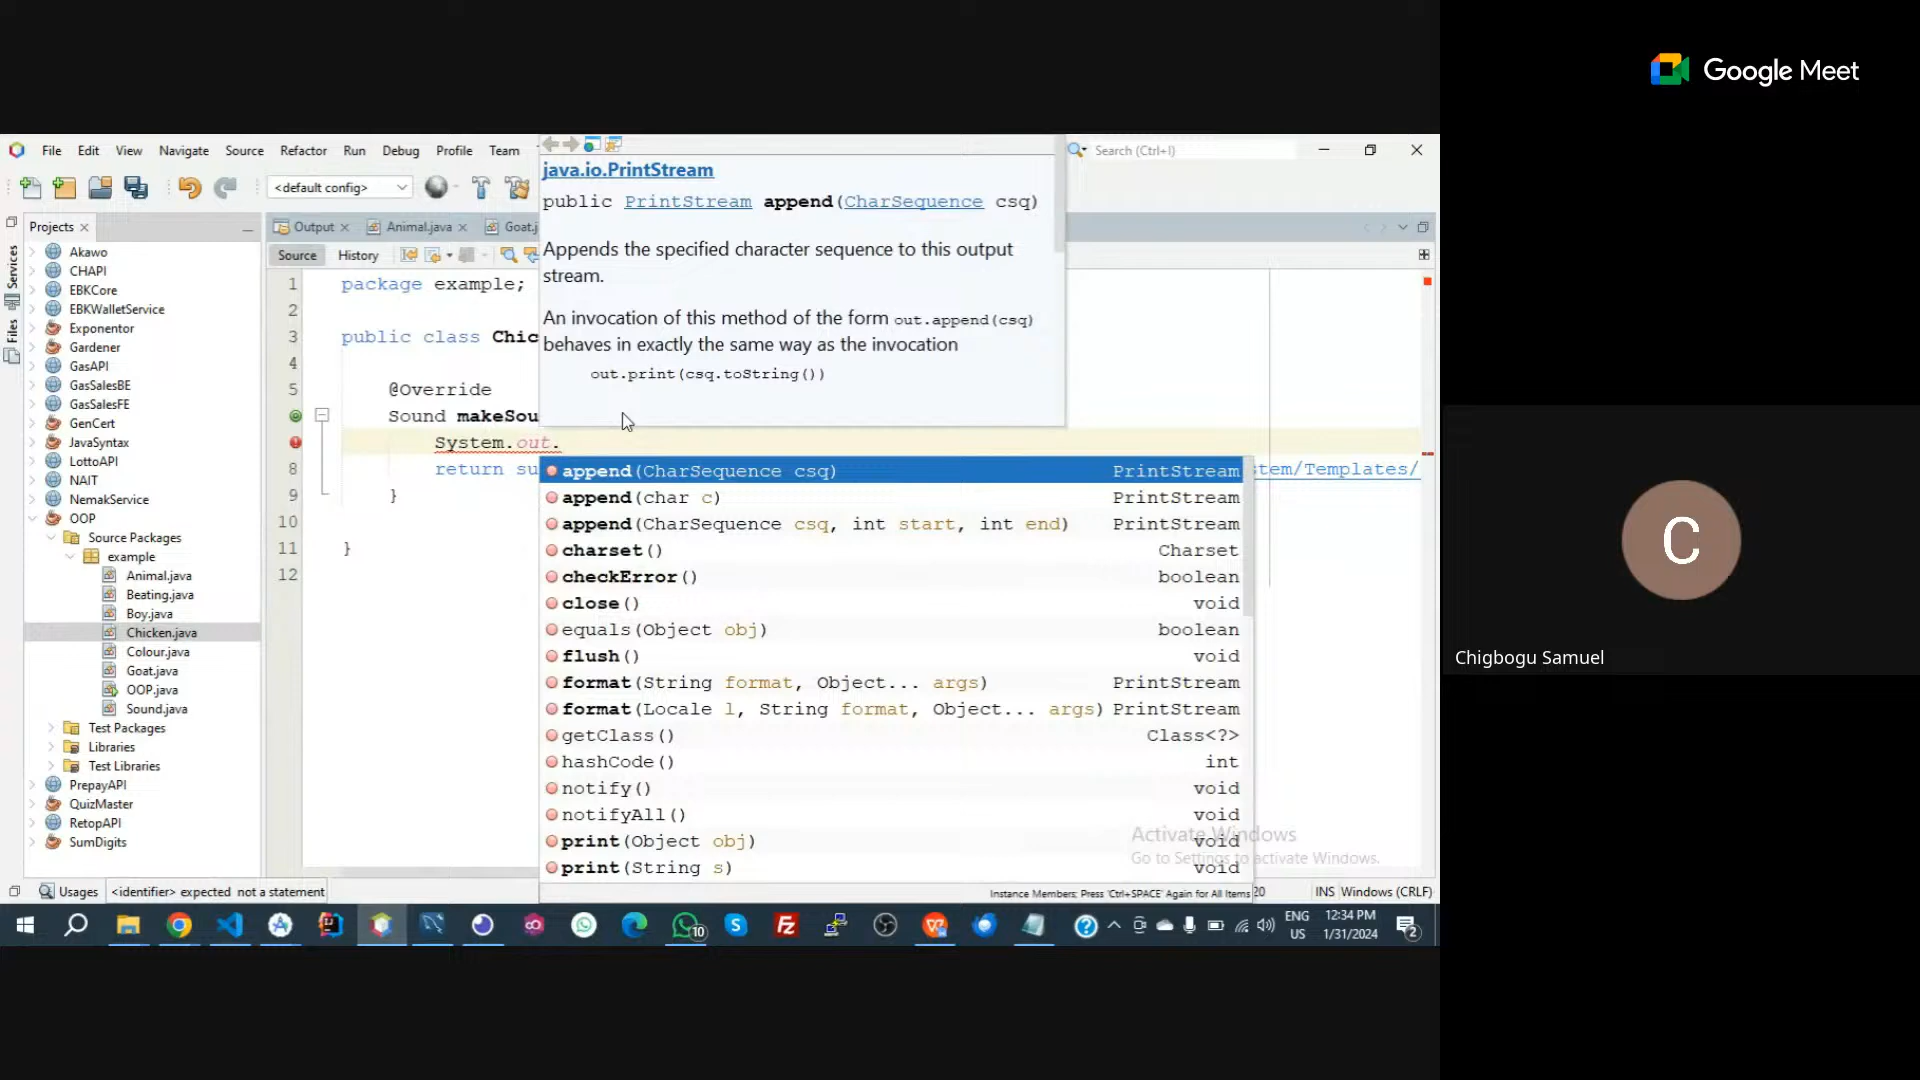 Google Meet
File Edit View Navigate Source Refactor Run Debug Profile Team
Search (Ctrl+I)
<default config>
java.io.PrintStream
public PrintStream append(CharSequence csq)
Appends the specified character sequence to this output
stream.
An invocation of this method of the form out.append(csq)
behaves in exactly the same way as the invocation
out.print(csq.toString())
Projects
Services
Files
Akawo
CHAPI
EBKCore
EBKWalletService
Exponentor
Gardener
GasAPI
GasSalesBE
GasSalesFE
GenCert
JavaSyntax
LottoAPI
NAIT
NemakService
OOP
Source Packages
example
Animal.java
Beating.java
Boy.java
Chicken.java
Colour.java
Goat.java
OOP.java
Sound.java
Test Packages
Libraries
Test Libraries
PrepayAPI
QuizMaster
RetopAPI
SumDigits
Output Animal.java Goat.j
Source History
1 package example;
2
3 public class Chic
4
5 @Override
Sound makeSou
System.out.
8 return su stem/Templates/
9 }
10
11 }
12
append(CharSequence csq) PrintStream
append(char c) PrintStream
append(CharSequence csq, int start, int end) PrintStream
charset() Charset
checkError() boolean
close() void
equals(Object obj) boolean
flush() void
format(String format, Object... args) PrintStream
format(Locale l, String format, Object... args) PrintStream
getClass() Class<?>
hashCode() int
notify() void
notifyAll() void
print(Object obj) void
print(String s) void
Instance Members; Press 'Ctrl+SPACE' Again for All Items
Activate Windows
Go to Settings to activate Windows.
Usages <identifier> expected not a statement
20 INS Windows (CRLF)
10
ENG
US
12:34 PM
1/31/2024
2
C
Chigbogu Samuel